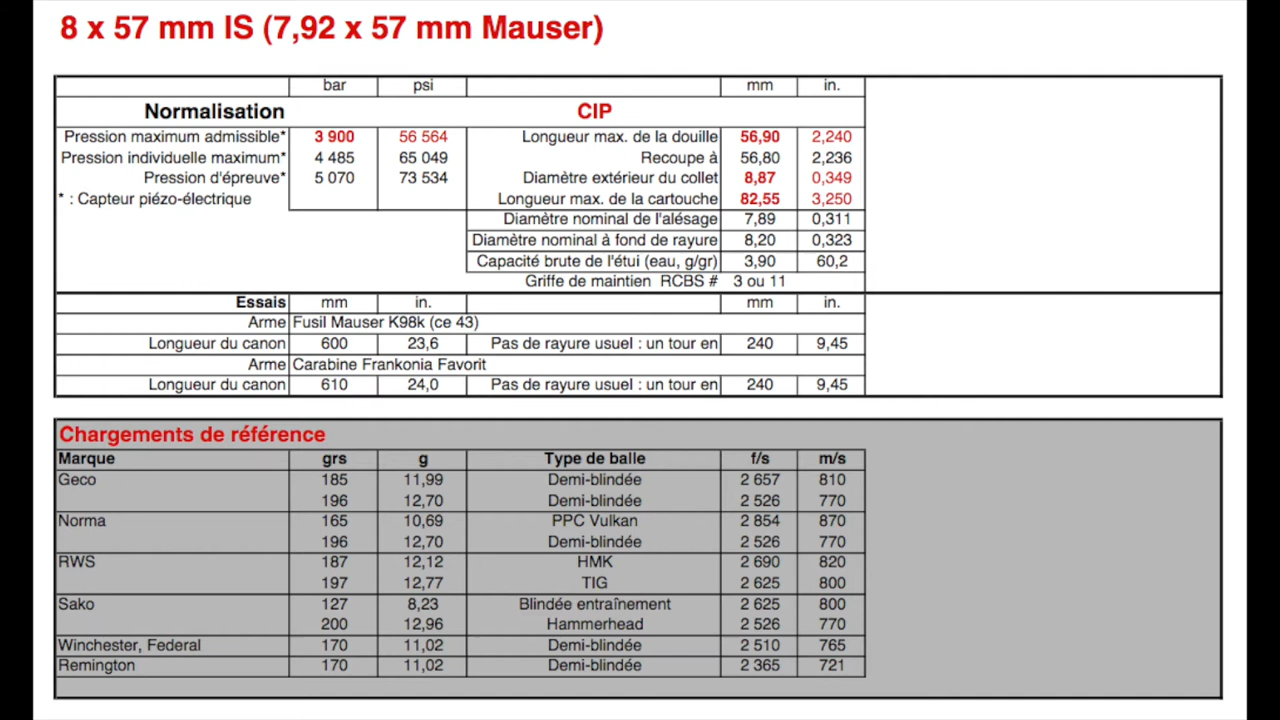 8 x 57 mm IS (7,92 x 57 mm Mauser)
bar psi mm in.
Normalisation CIP
Pression maximum admissible* 3 900 56 564 Longueur max. de la douille 56,90 2,240
Pression individuelle maximum* 4 485 65 049 Recoupe à 56,80 2,236
Pression d'épreuve* 5 070 73 534 Diamètre extérieur du collet 8,87 0,349
* : Capteur piézo-électrique Longueur max. de la cartouche 82,55 3,250
Diamètre nominal de l'alésage 7,89 0,311
Diamètre nominal à fond de rayure 8,20 0,323
Capacité brute de l'étui (eau, g/gr) 3,90 60,2
Griffe de maintien RCBS # 3 ou 11
Essais mm in. mm in.
Arme Fusil Mauser K98k (ce 43)
Longueur du canon 600 23,6 Pas de rayure usuel : un tour en 240 9,45
Arme Carabine Frankonia Favorit
Longueur du canon 610 24,0 Pas de rayure usuel : un tour en 240 9,45
Chargements de référence
Marque grs g Type de balle f/s m/s
Geco 185 11,99 Demi-blindée 2 657 810
196 12,70 Demi-blindée 2 526 770
Norma 165 10,69 PPC Vulkan 2 854 870
196 12,70 Demi-blindée 2 526 770
RWS 187 12,12 HMK 2 690 820
197 12,77 TIG 2 625 800
Sako 127 8,23 Blindée entraînement 2 625 800
200 12,96 Hammerhead 2 526 770
Winchester, Federal 170 11,02 Demi-blindée 2 510 765
Remington 170 11,02 Demi-blindée 2 365 721